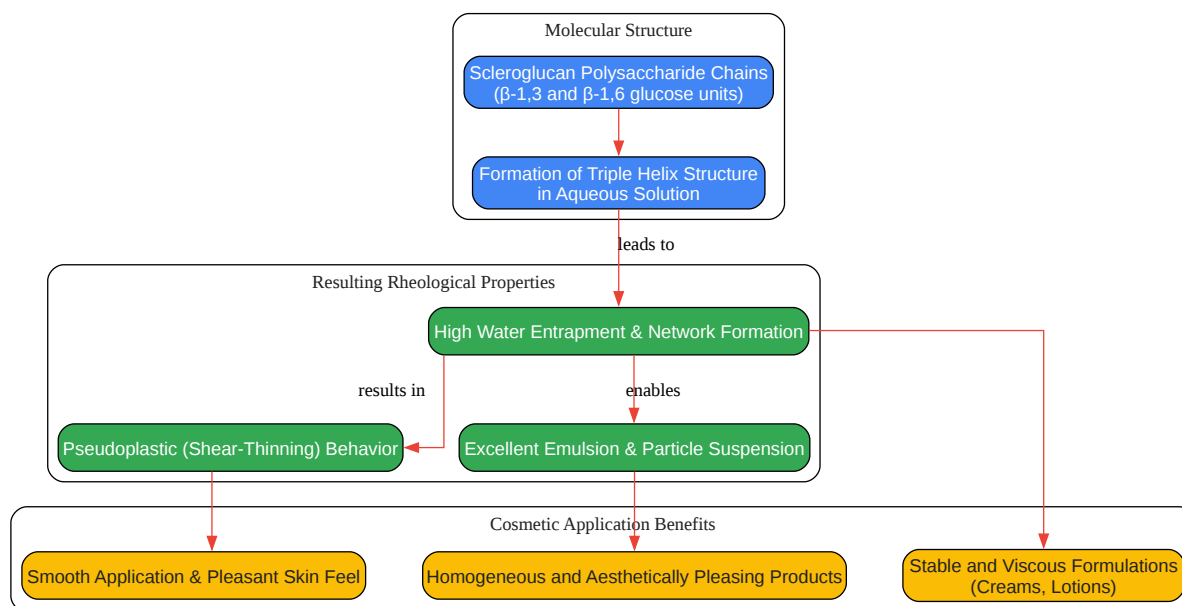 Molecular Structure
Scleroglucan Polysaccharide Chains
(β-1,3 and β-1,6 glucose units)
Formation of Triple Helix Structure
in Aqueous Solution
leads to
Resulting Rheological Properties
High Water Entrapment & Network Formation
results in
enables
Pseudoplastic (Shear-Thinning) Behavior
Excellent Emulsion & Particle Suspension
Cosmetic Application Benefits
Smooth Application & Pleasant Skin Feel
Homogeneous and Aesthetically Pleasing Products
Stable and Viscous Formulations
(Creams, Lotions)